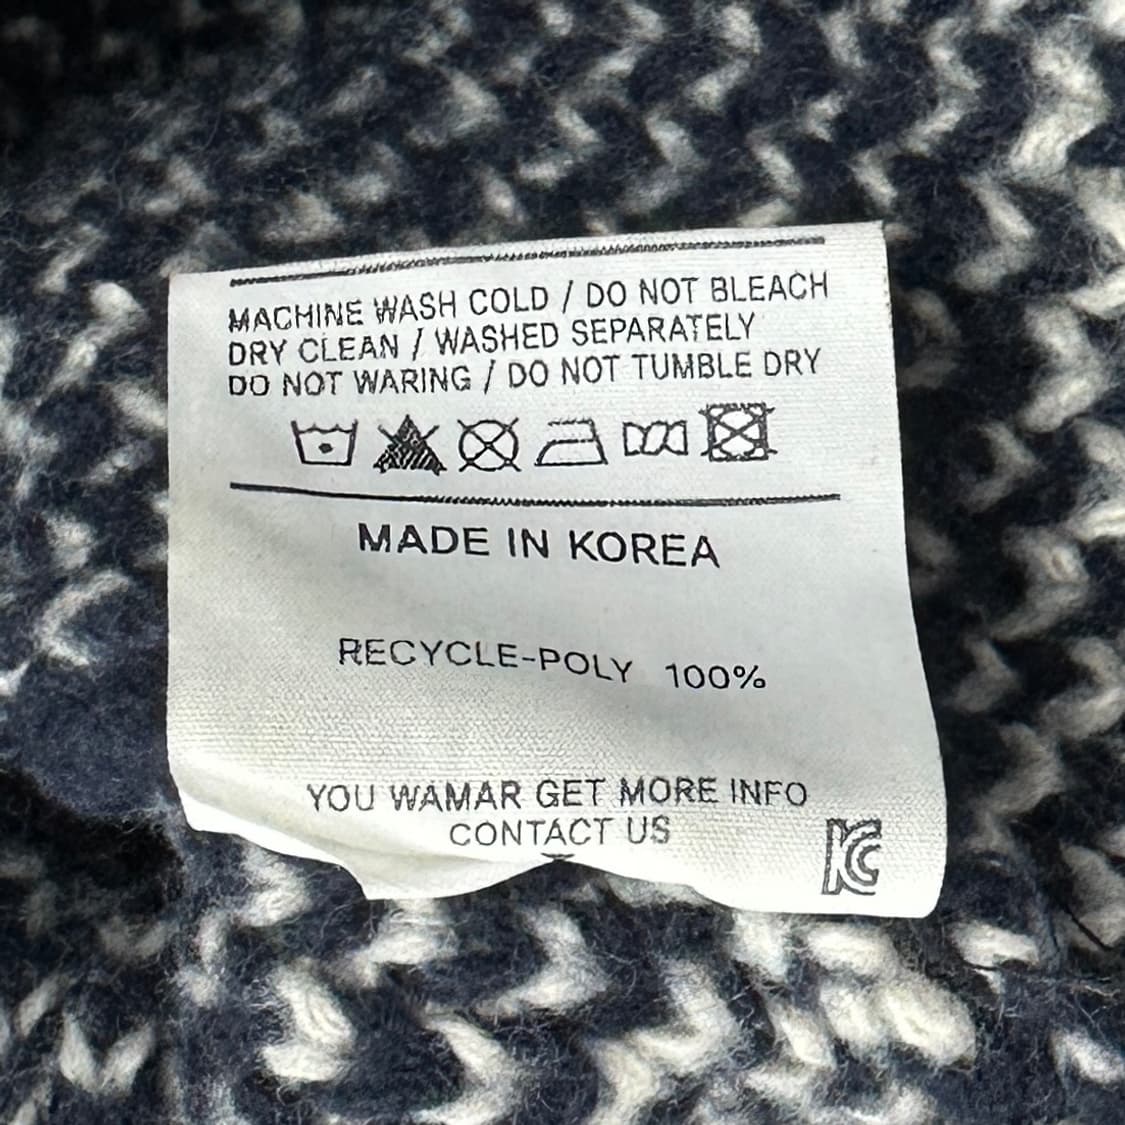 MACHINE WASH COLD / DO NOT BLEACH
DRY CLEAN / WASHED SEPARATELY
DO NOT WARING / DO NOT TUMBLE DRY
MADE IN KOREA
RECYCLE-POLY 100%
YOU WAMAR GET MORE INFO
CONTACT US
KC